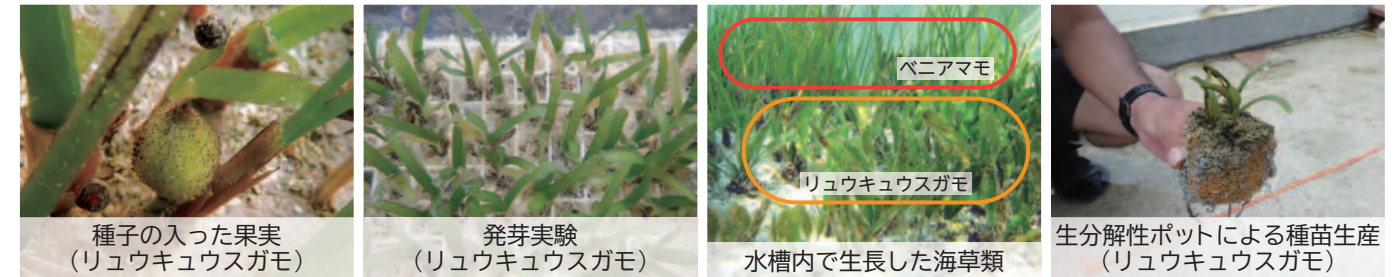 ベニアマモ
リュウキュウスガモ
種子の入った果実
（リュウキュウスガモ）
発芽実験
（リュウキュウスガモ）
水槽内で生長した海草類
生分解性ポットによる種苗生産
（リュウキュウスガモ）